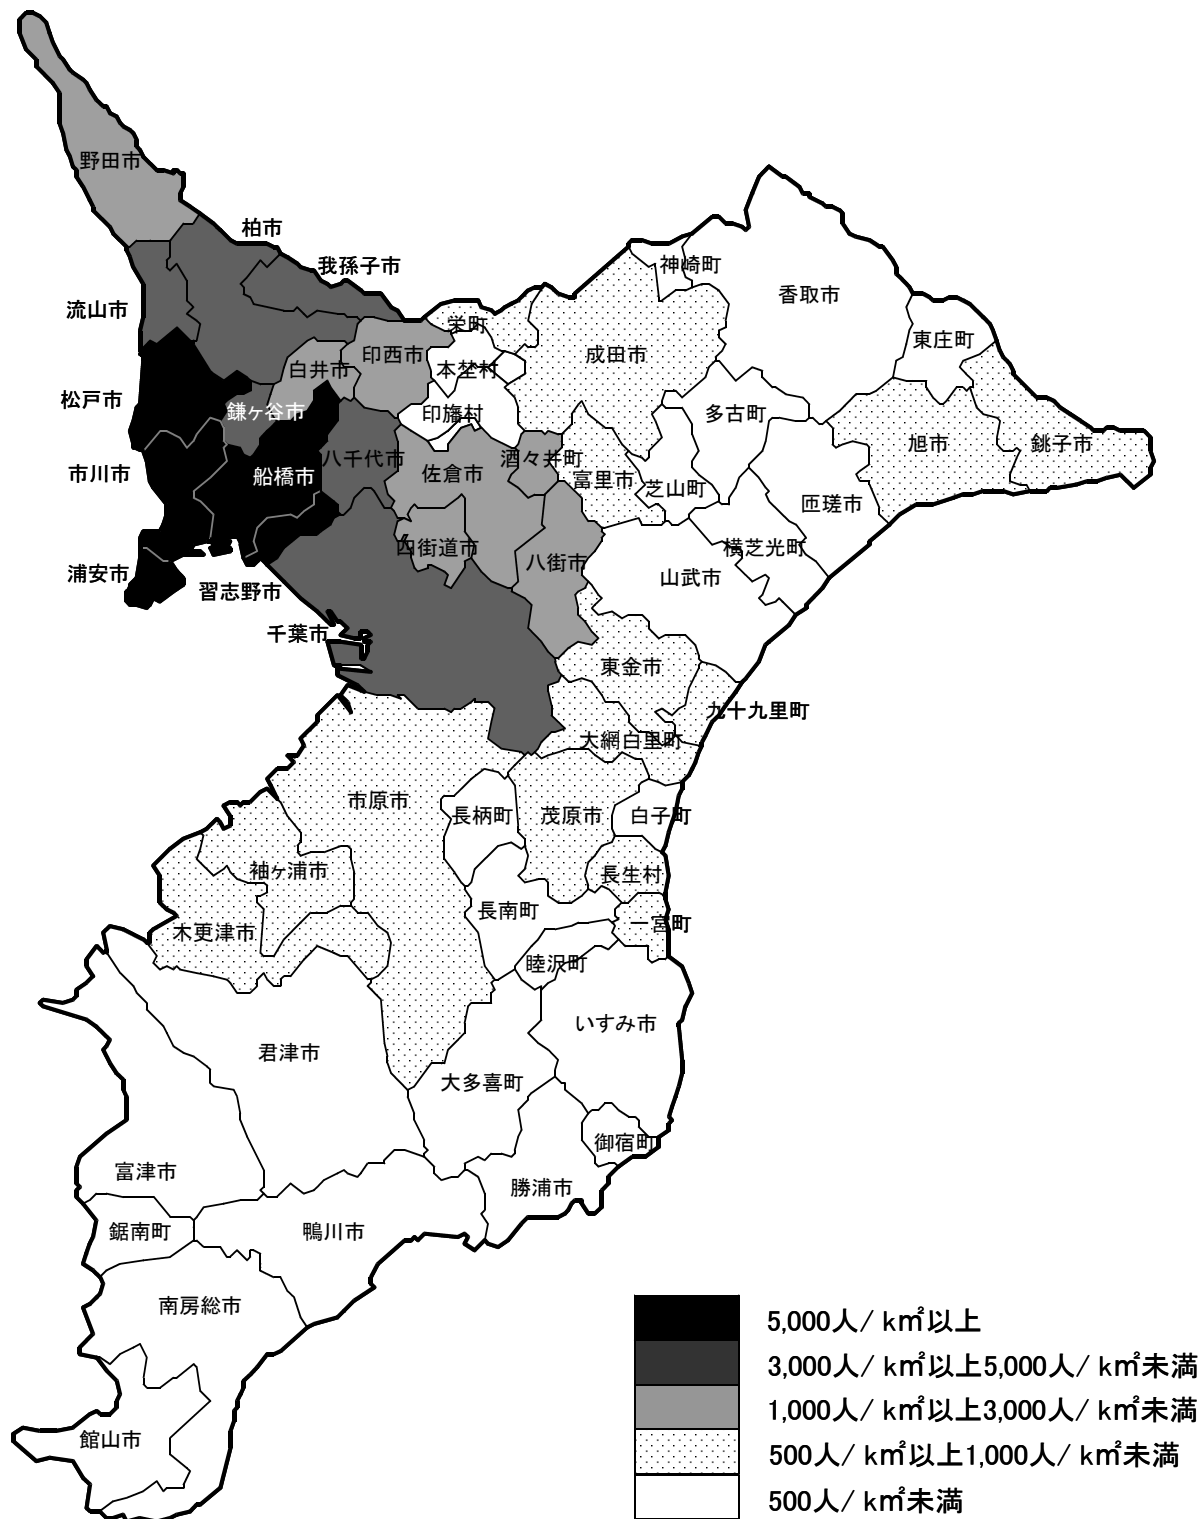 野田市
柏市
我孫子市
神崎町
香取市
流山市
栄町
東庄町
成田市
印西市
白井市
本埜村
松戸市
鎌ヶ谷市
印旛村
多古町
旭市
銚子市
市川市
船橋市
八千代市
佐倉市
酒々井町
富里市
芝山町
匝瑳市
四街道市
横芝光町
浦安市
八街市
山武市
習志野市
千葉市
東金市
九十九里町
大網白里町
市原市
長柄町
茂原市
白子町
袖ヶ浦市
長生村
長南町
一宮町
木更津市
睦沢町
いすみ市
君津市
大多喜町
御宿町
富津市
勝浦市
鋸南町
鴨川市
南房総市
館山市
5,000人/ k㎡以上
3,000人/ k㎡以上5,000人/ k㎡未満
1,000人/ k㎡以上3,000人/ k㎡未満
500人/ k㎡以上1,000人/ k㎡未満
500人/ k㎡未満